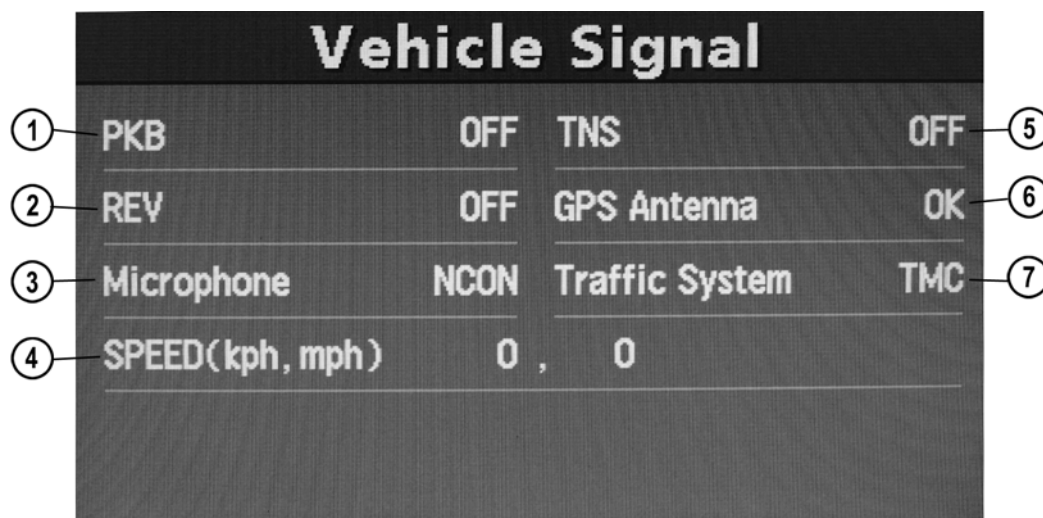 Vehicle Signal
1 PKB OFF TNS OFF 5
2 REV OFF GPS Antenna OK 6
3 Microphone NCON Traffic System TMC 7
4 SPEED(kph, mph) 0 , 0